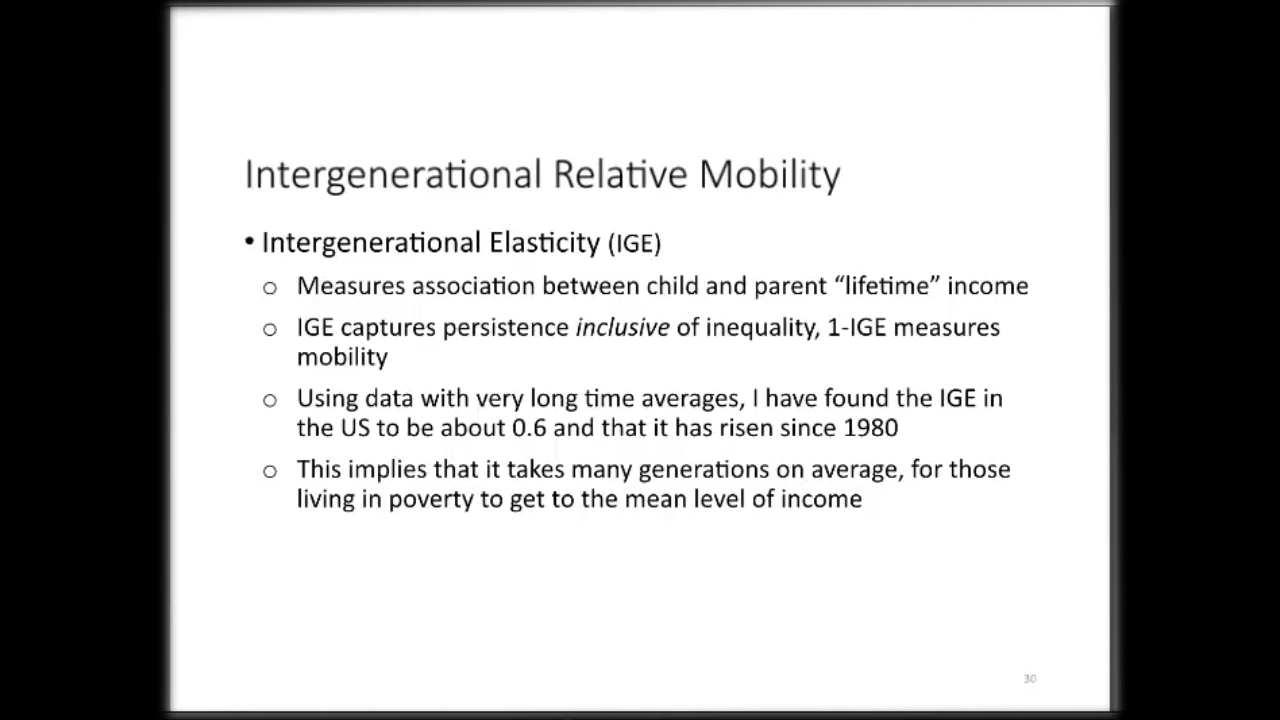 Intergenerational Relative Mobility
• Intergenerational Elasticity (IGE)
○ Measures association between child and parent “lifetime” income
○ IGE captures persistence inclusive of inequality, 1-IGE measures
mobility
○ Using data with very long time averages, I have found the IGE in
the US to be about 0.6 and that it has risen since 1980
○ This implies that it takes many generations on average, for those
living in poverty to get to the mean level of income
30